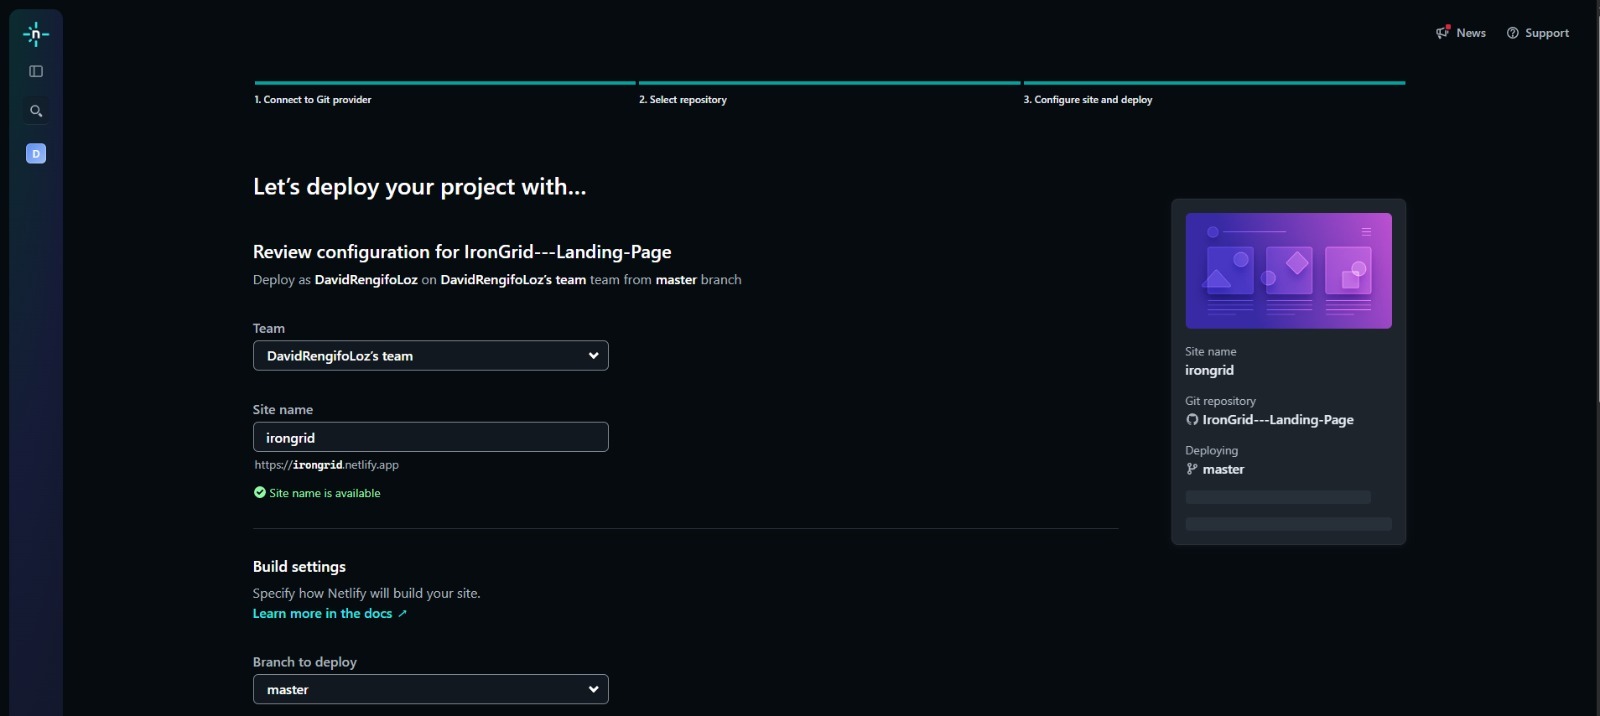 n
News
Support
D
1. Connect to Git provider
2. Select repository
3. Configure site and deploy
Let’s deploy your project with…
Review configuration for IronGrid---Landing-Page
Deploy as DavidRengifoLoz on DavidRengifoLoz’s team team from master branch
Team
DavidRengifoLoz’s team
Site name
irongrid
https://irongrid.netlify.app
Site name is available
Build settings
Specify how Netlify will build your site.
Learn more in the docs
Branch to deploy
master
Site name
irongrid
Git repository
IronGrid---Landing-Page
Deploying
master